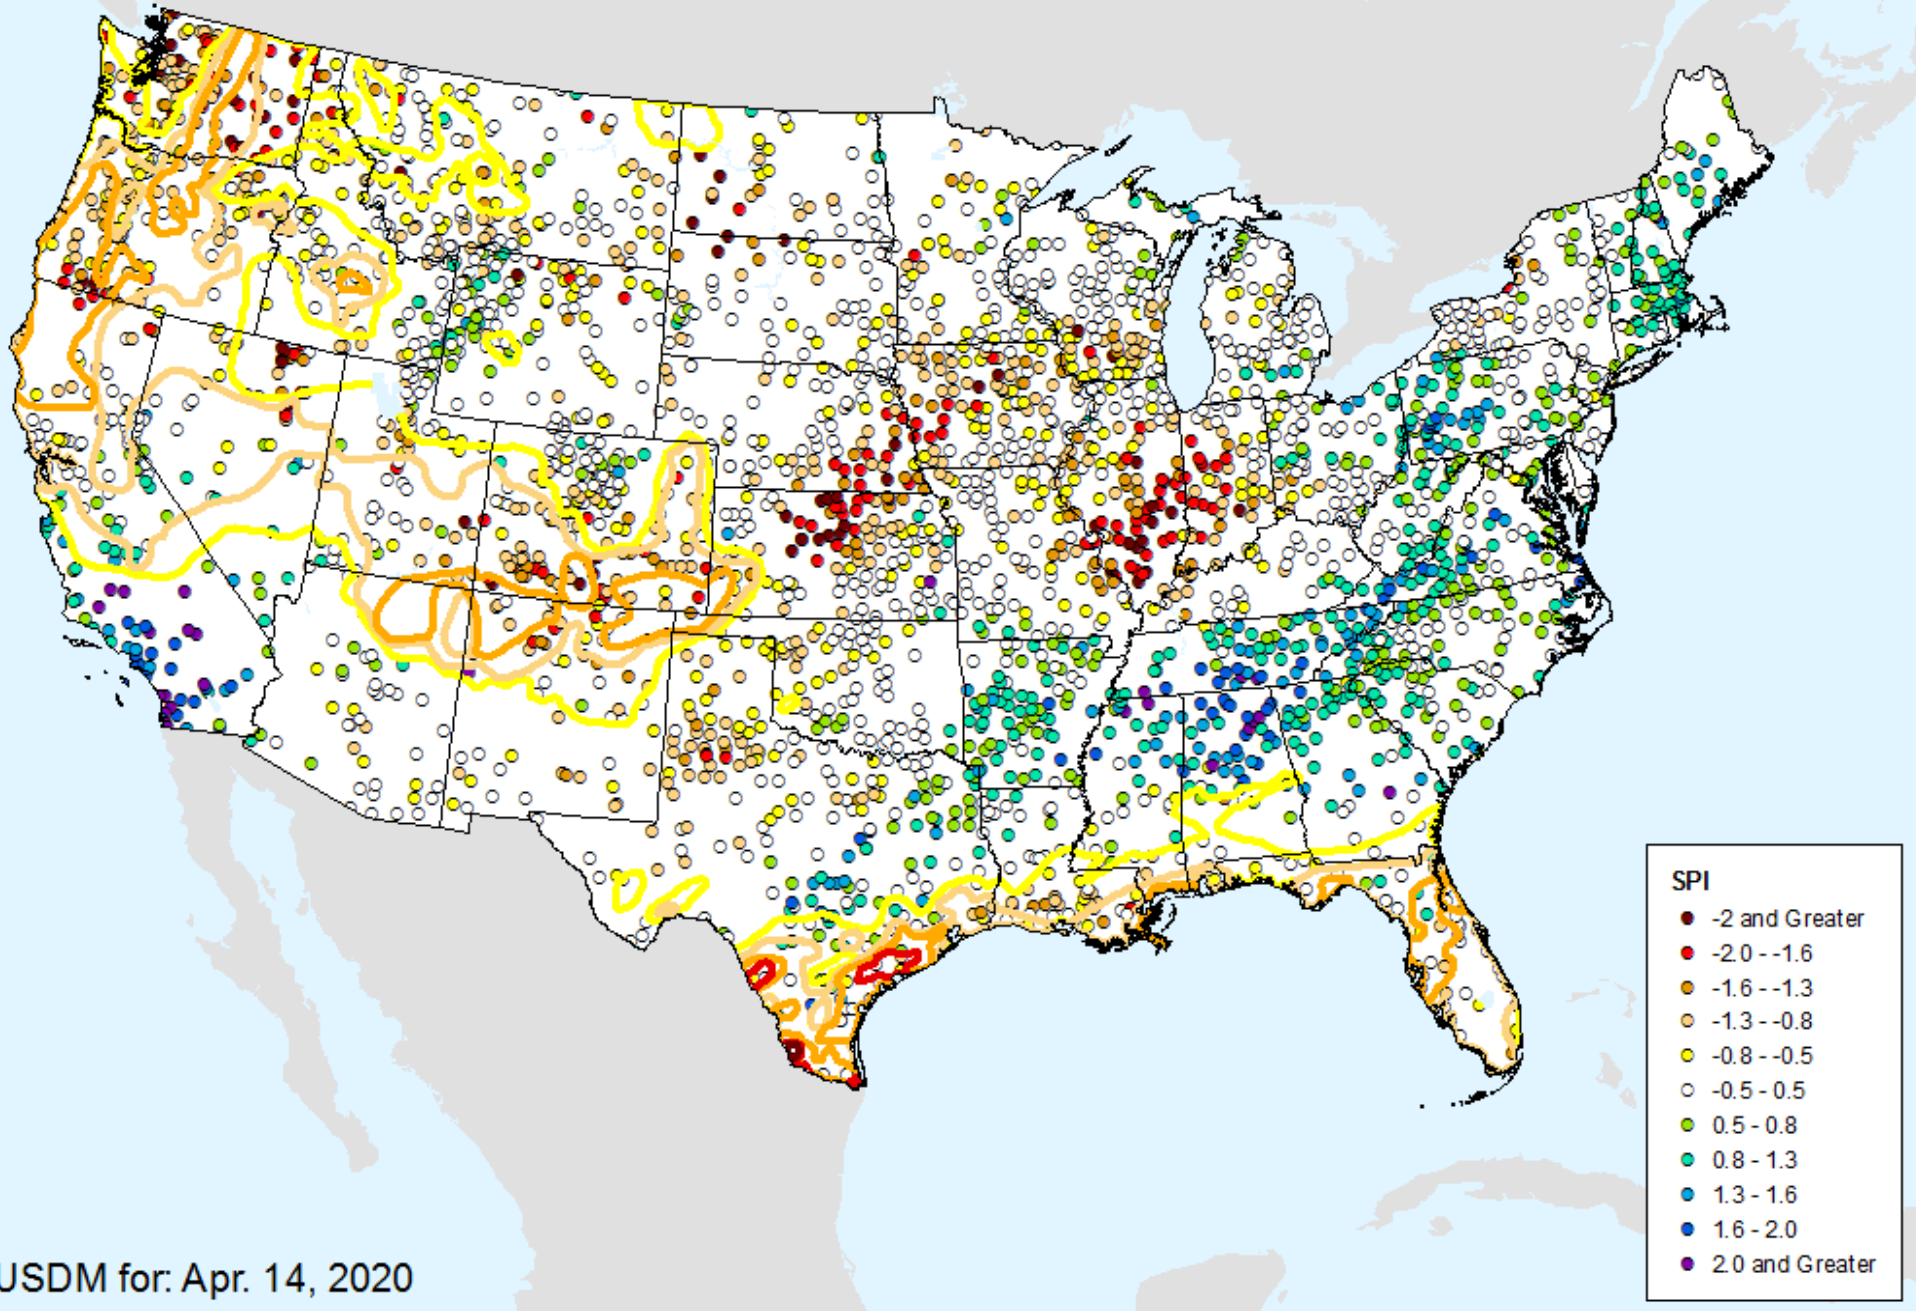 SPI
-2 and Greater
-2.0 - -1.6
-1.6 - -1.3
-1.3 - -0.8
-0.8 - -0.5
-0.5 - 0.5
0.5 - 0.8
0.8 - 1.3
1.3 - 1.6
1.6 - 2.0
2.0 and Greater
USDM for: Apr. 14, 2020